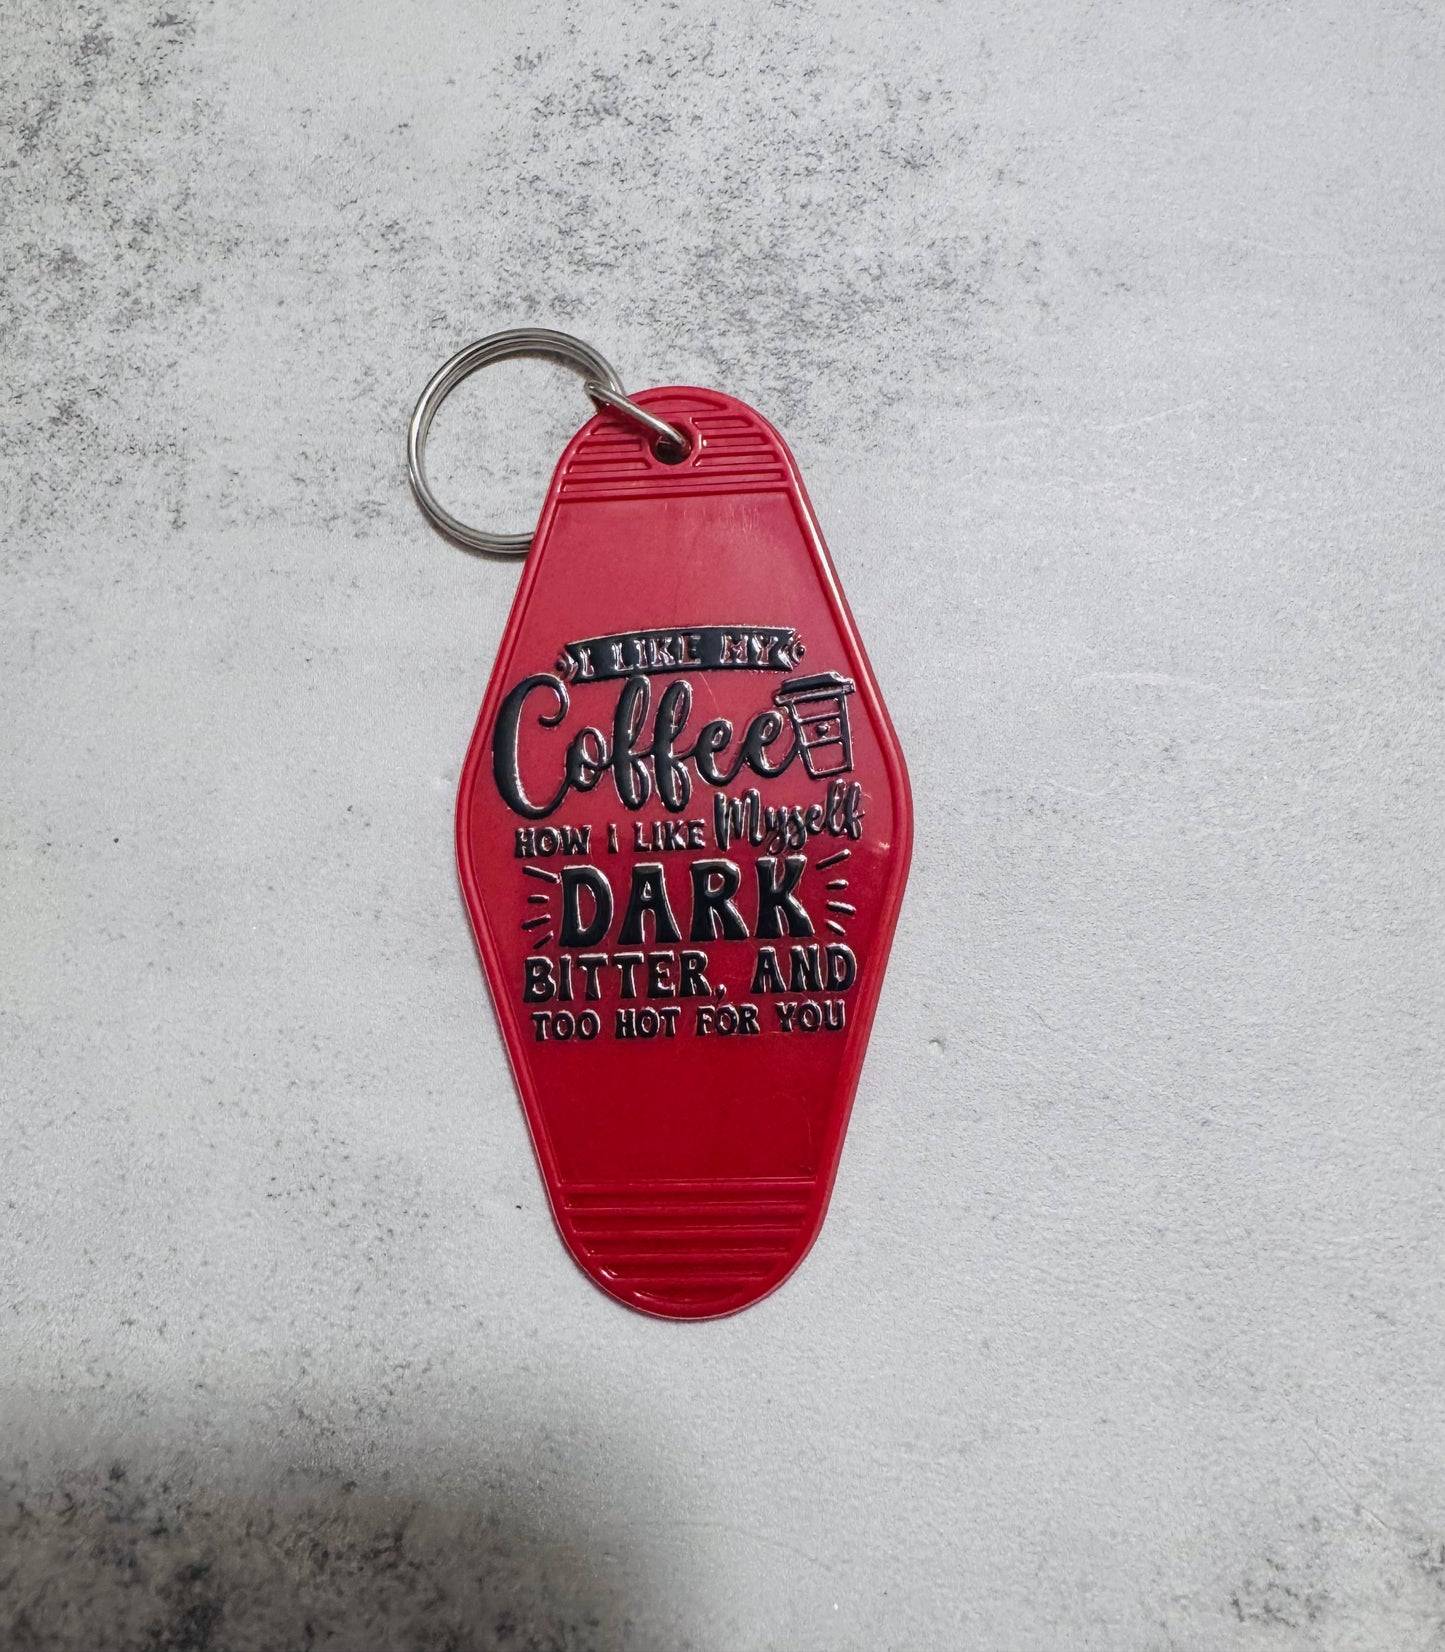 I LIKE MY
Coffee
HOW I LIKE Myself
DARK
BITTER, AND
TOO HOT FOR YOU